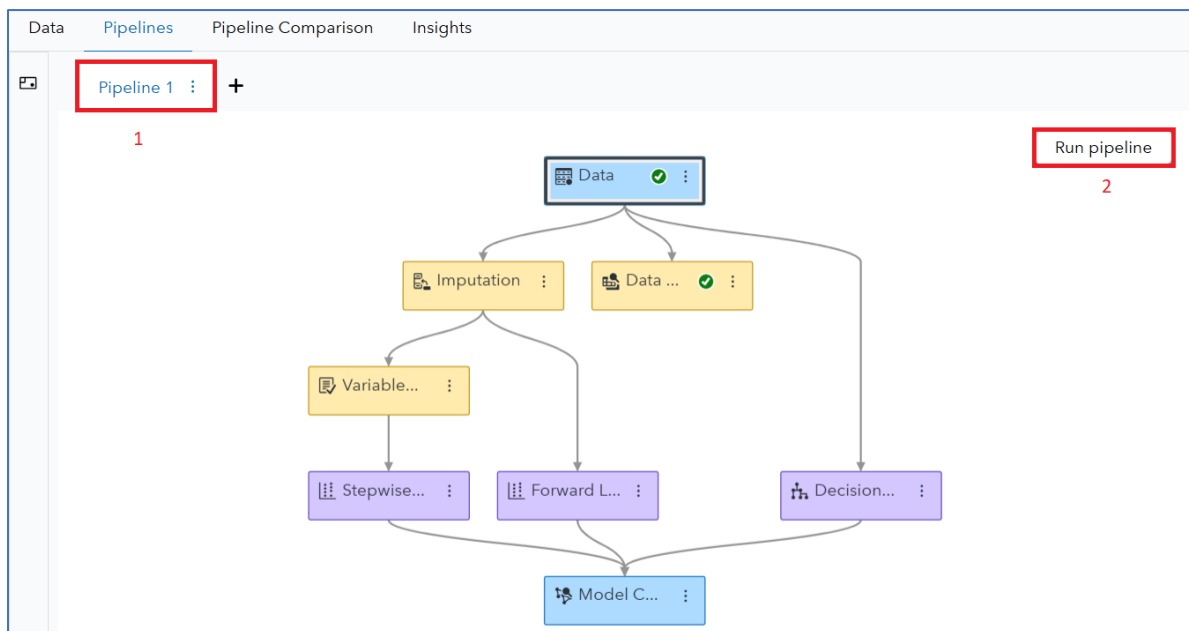 Data Pipelines Pipeline Comparison Insights
Pipeline 1
1
Run pipeline
2
Data
Imputation
Data ...
Variable...
Stepwise...
Forward L...
Decision...
Model C...